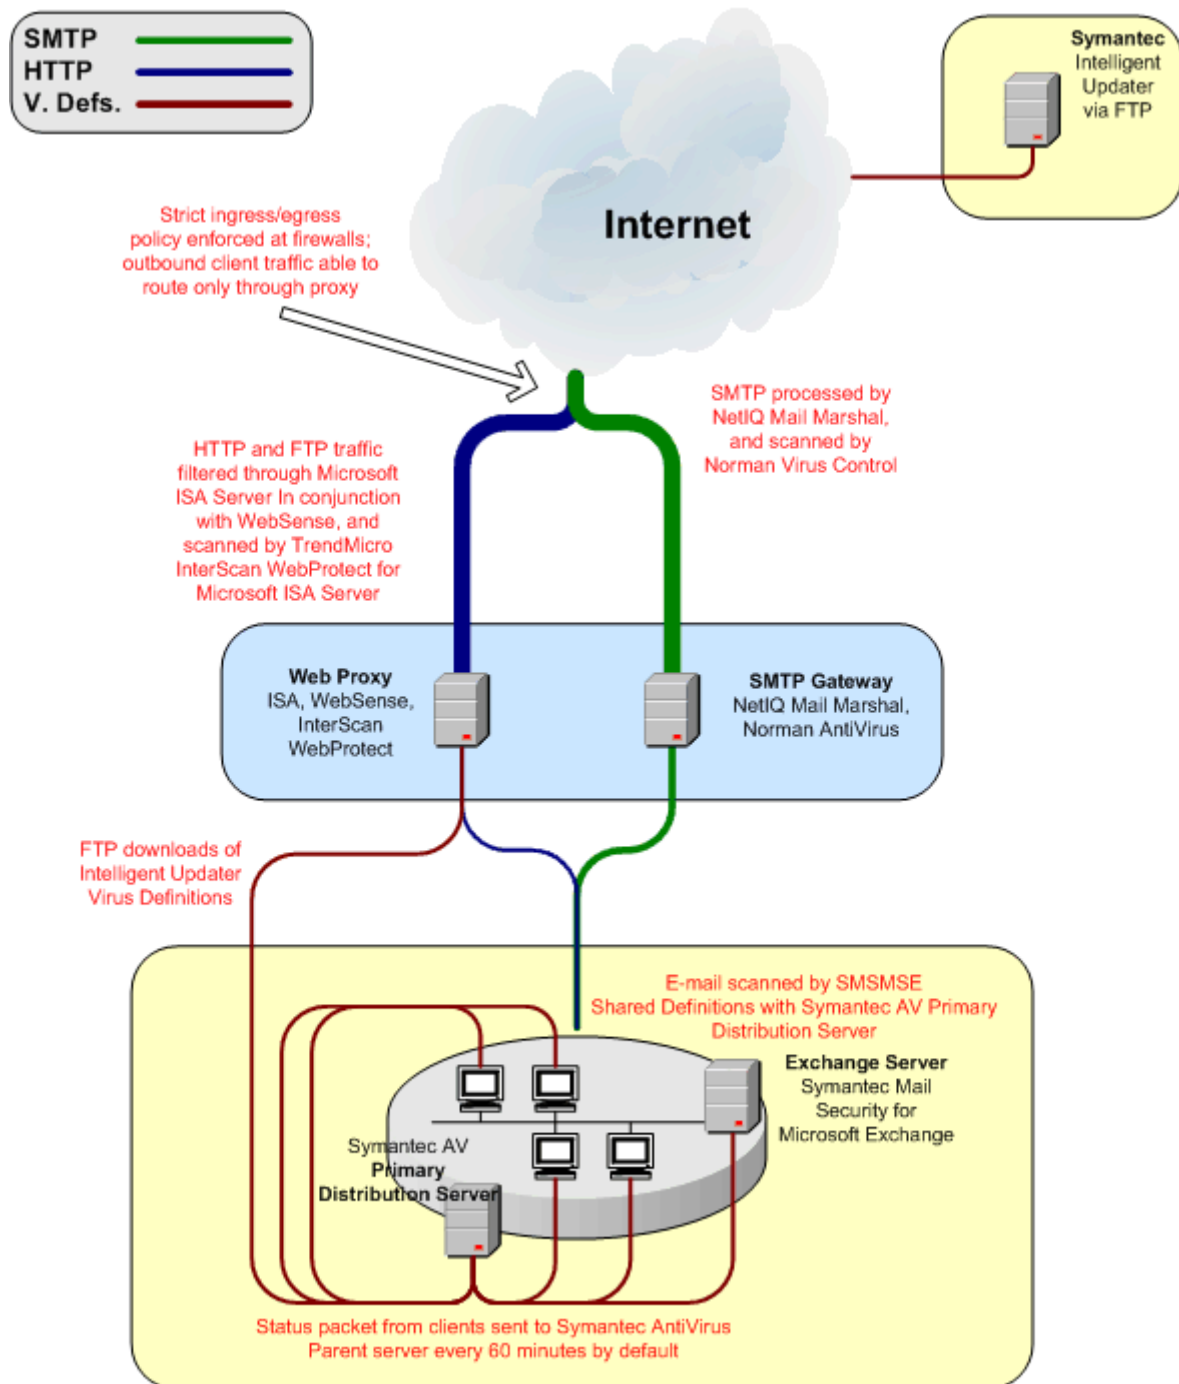 SMTP
HTTP
V. Defs.
Symantec
Intelligent
Updater
via FTP
Internet
Strict ingress/egress
policy enforced at firewalls;
outbound client traffic able to
route only through proxy
SMTP processed by
NetIQ Mail Marshal,
and scanned by
Norman Virus Control
HTTP and FTP traffic
filtered through Microsoft
ISA Server In conjunction
with WebSense, and
scanned by TrendMicro
InterScan WebProtect for
Microsoft ISA Server
Web Proxy
ISA, WebSense,
InterScan
WebProtect
SMTP Gateway
NetIQ Mail Marshal,
Norman AntiVirus
FTP downloads of
Intelligent Updater
Virus Definitions
E-mail scanned by SMSMSE
Shared Definitions with Symantec AV Primary
Distribution Server
Exchange Server
Symantec Mail
Security for
Microsoft Exchange
Symantec AV
Primary
Distribution Server
Status packet from clients sent to Symantec AntiVirus
Parent server every 60 minutes by default